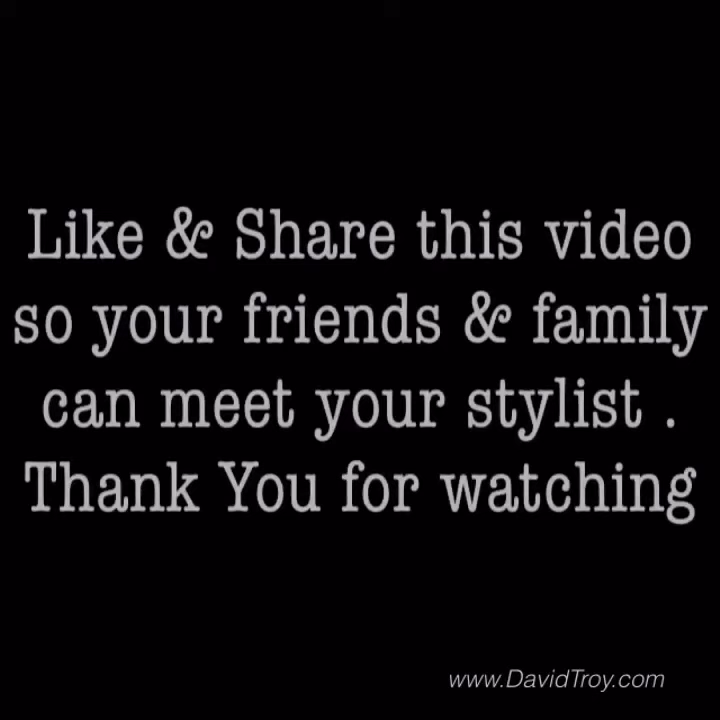 Like & Share this video
so your friends & family
can meet your stylist .
Thank You for watching
www.DavidTroy.com